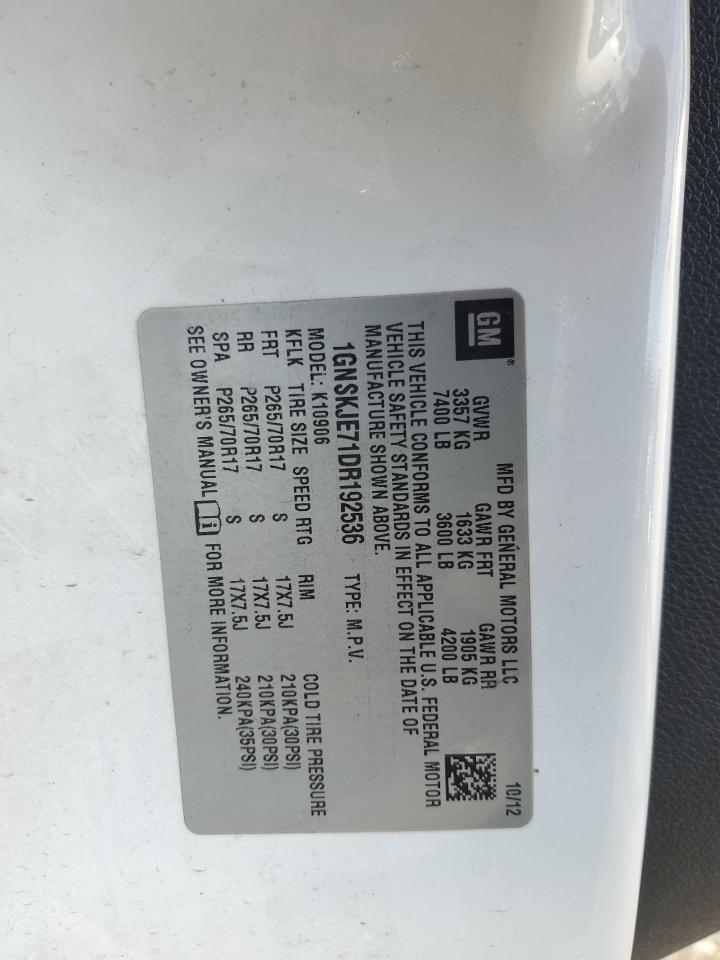 GM®
MFD BY GENERAL MOTORS LLC 10/12
GVWR GAWR FRT GAWR RR
3357 KG 1633 KG 1905 KG
7400 LB 3600 LB 4200 LB
THIS VEHICLE CONFORMS TO ALL APPLICABLE U.S. FEDERAL MOTOR
VEHICLE SAFETY STANDARDS IN EFFECT ON THE DATE OF
MANUFACTURE SHOWN ABOVE.
1GNSKJE71DR192536 TYPE: M.P.V.
MODEL: K10906
KFLK TIRE SIZE SPEED RTG RIM COLD TIRE PRESSURE
FRT P265/70R17 S 17X7.5J 210KPA(30PSI)
RR P265/70R17 S 17X7.5J 210KPA(30PSI)
SPA P265/70R17 S 17X7.5J 240KPA(35PSI)
SEE OWNER'S MANUAL FOR MORE INFORMATION.